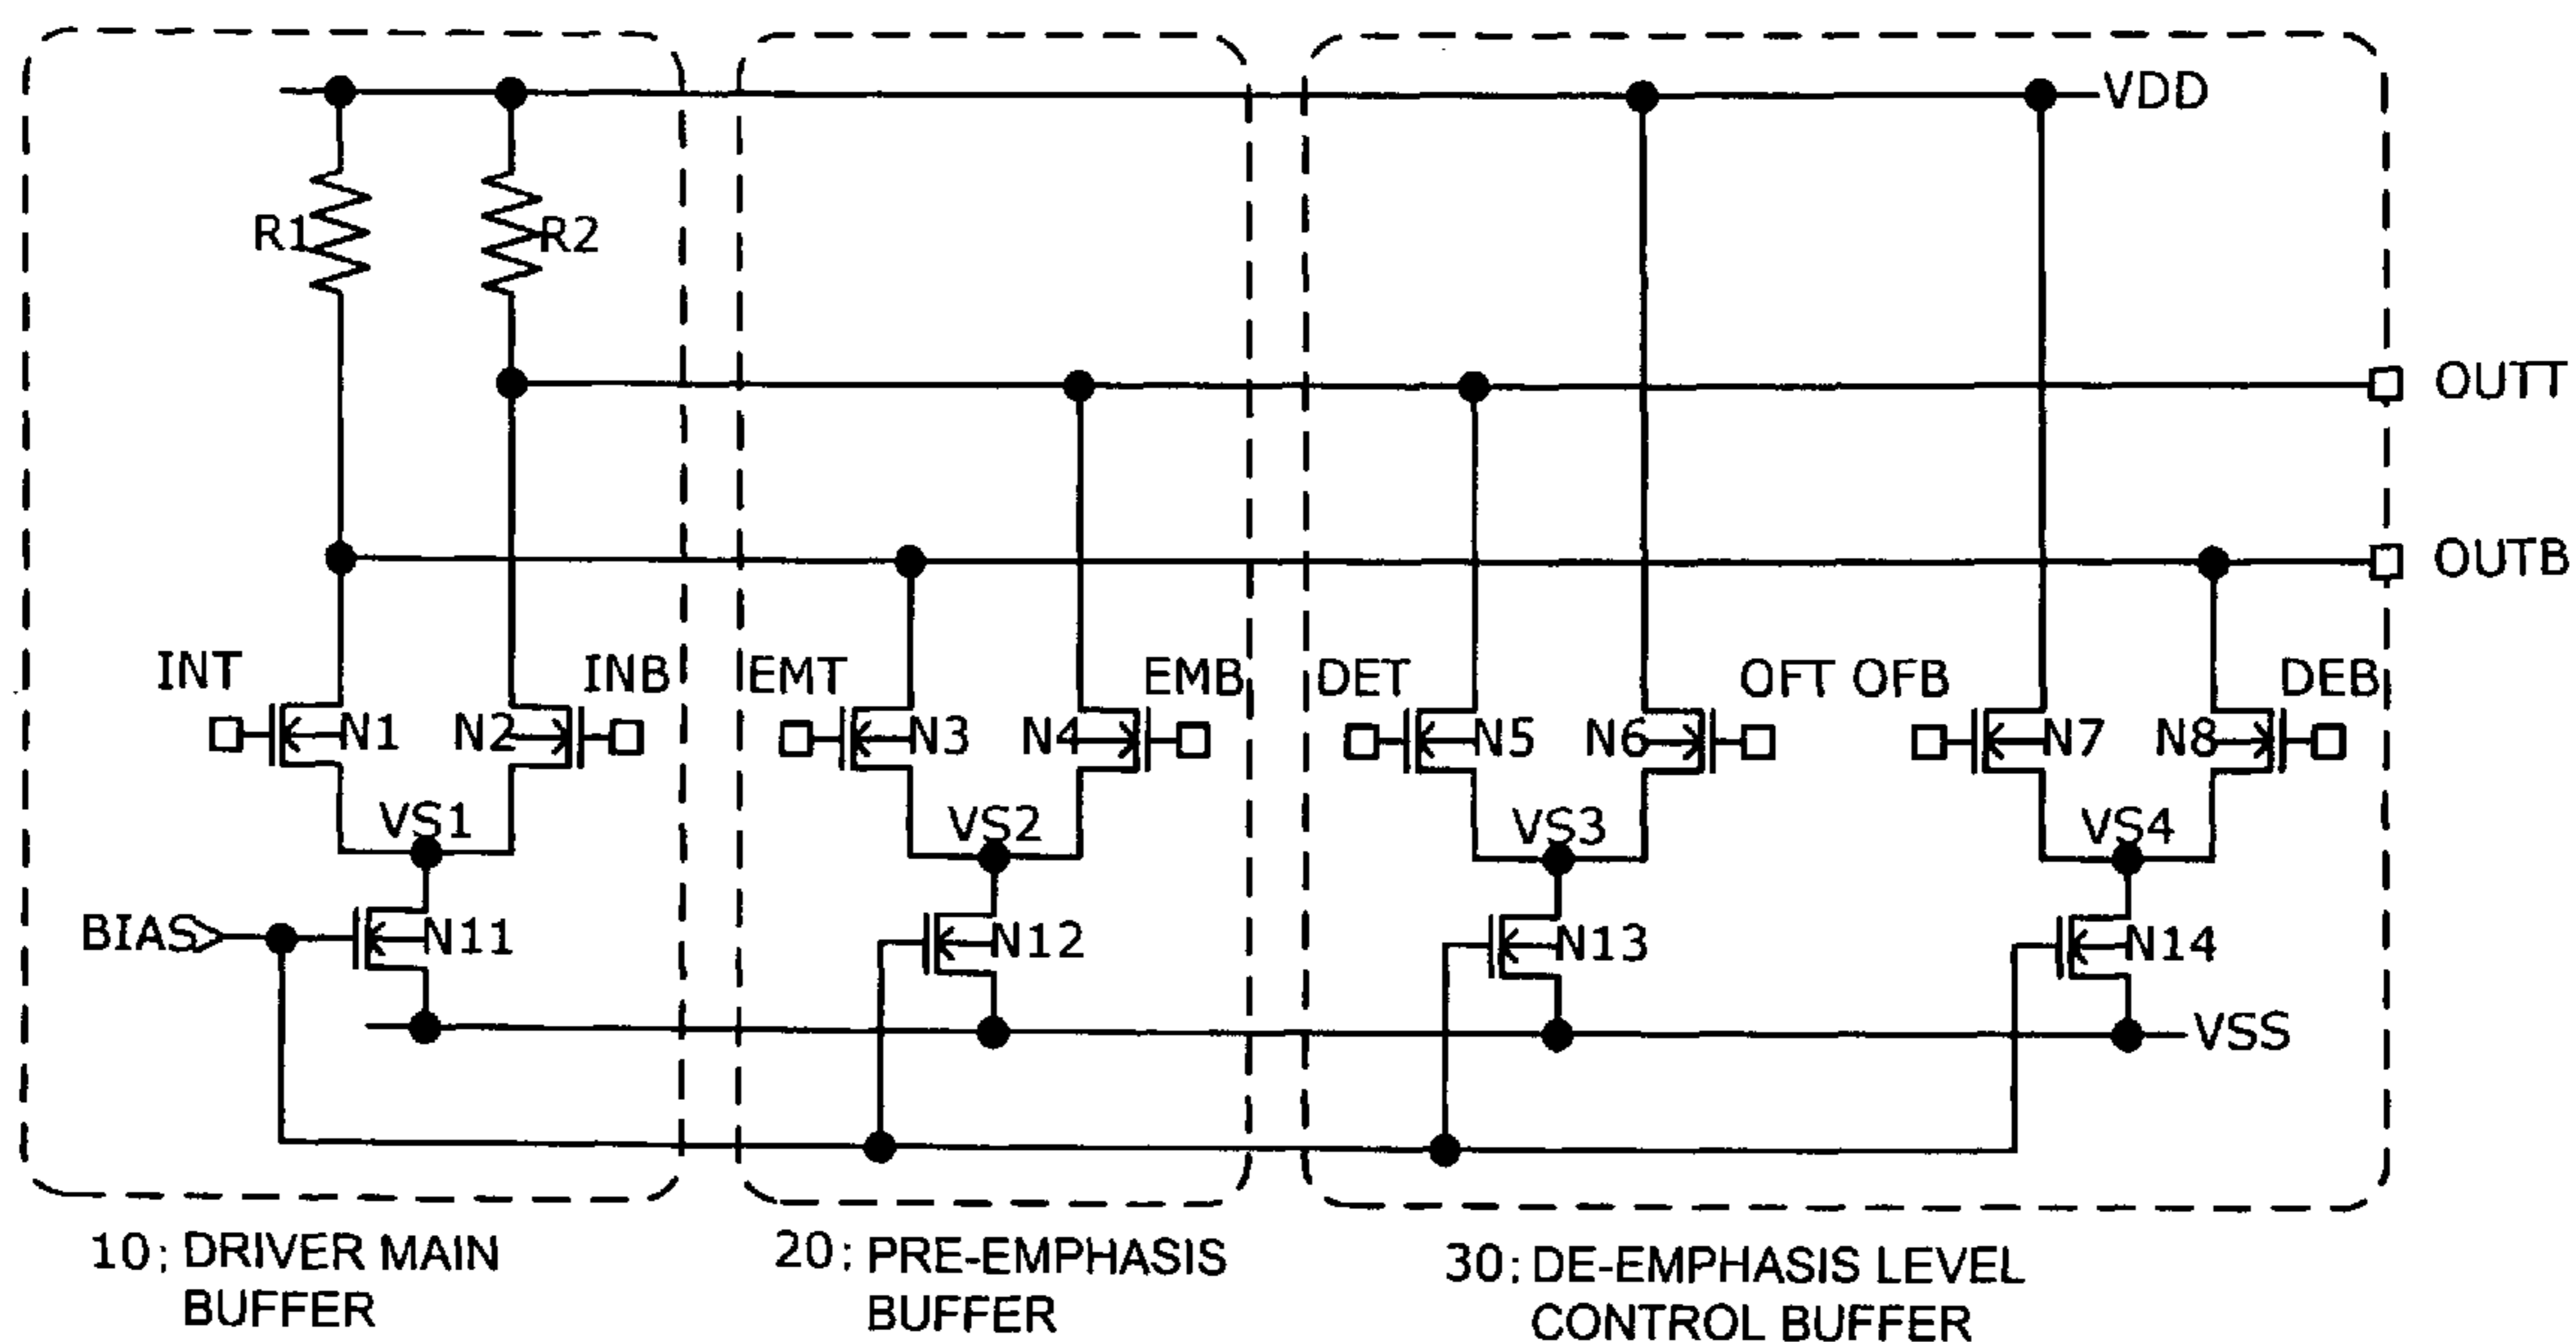 VDD
R1
R2
OUTT
OUTB
INT
INB
EMT
EMB
DET
OFT
OFB
DEB
N1
N2
N3
N4
N5
N6
N7
N8
VS1
VS2
VS3
VS4
BIAS
N11
N12
N13
N14
VSS
10: DRIVER MAIN
BUFFER
20: PRE-EMPHASIS
BUFFER
30: DE-EMPHASIS LEVEL
CONTROL BUFFER